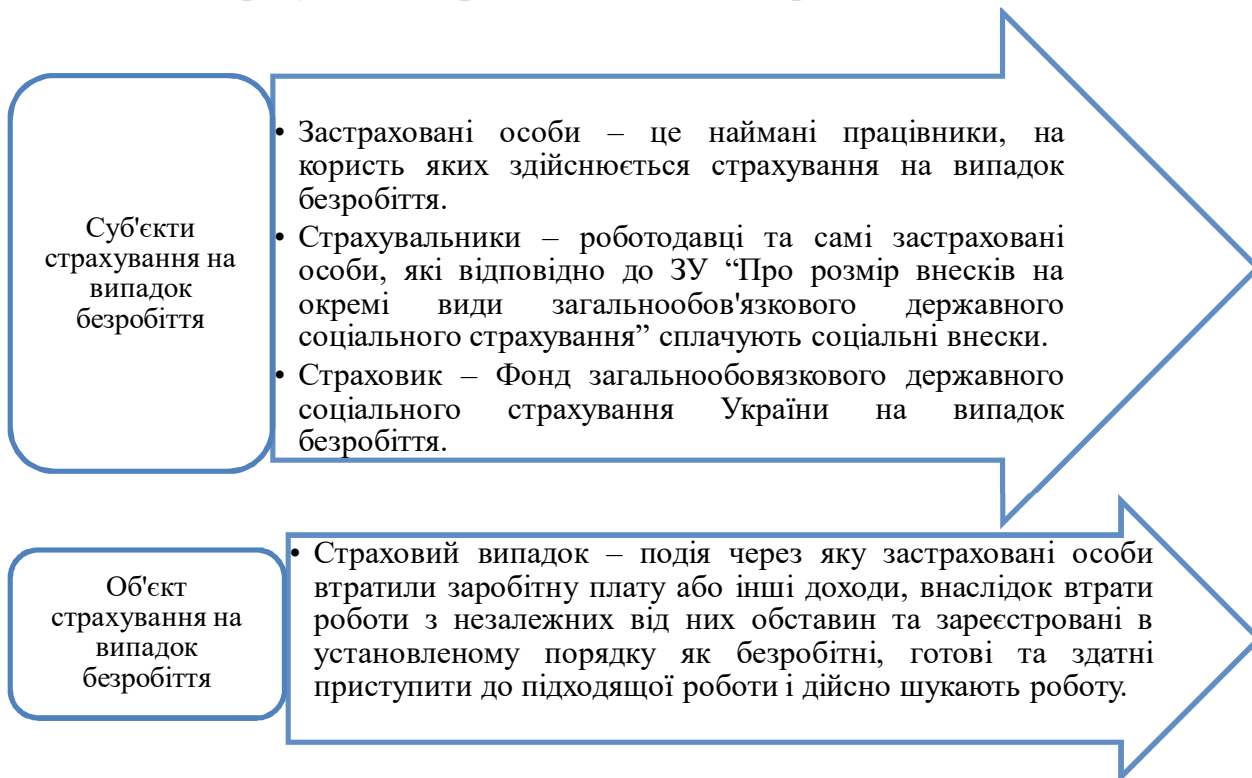 Суб'єкти
страхування на
випадок
безробіття
• Застраховані особи – це наймані працівники, на
користь яких здійснюється страхування на випадок
безробіття.
• Страхувальники – роботодавці та самі застраховані
особи, які відповідно до ЗУ “Про розмір внесків на
окремі види загальнообов'язкового державного
соціального страхування” сплачують соціальні внески.
• Страховик – Фонд загальнообовязкового державного
соціального страхування України на випадок
безробіття.
Об'єкт
страхування на
випадок
безробіття
• Страховий випадок – подія через яку застраховані особи
втратили заробітну плату або інші доходи, внаслідок втрати
роботи з незалежних від них обставин та зареєстровані в
установленому порядку як безробітні, готові та здатні
приступити до підходящої роботи і дійсно шукають роботу.